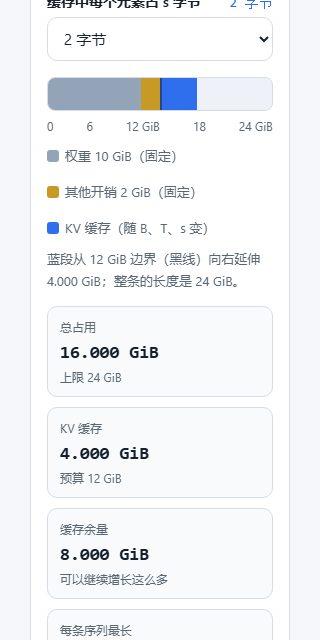 缓存中每个元素占 s 字节 2 字节
2 字节
0 6 12 GiB 18 24 GiB
权重 10 GiB（固定）
其他开销 2 GiB（固定）
KV 缓存（随 B、T、s 变）
蓝段从 12 GiB 边界（黑线）向右延伸
4.000 GiB；整条的长度是 24 GiB。
总占用
16.000 GiB
上限 24 GiB
KV 缓存
4.000 GiB
预算 12 GiB
缓存余量
8.000 GiB
可以继续增长这么多
每条序列最长